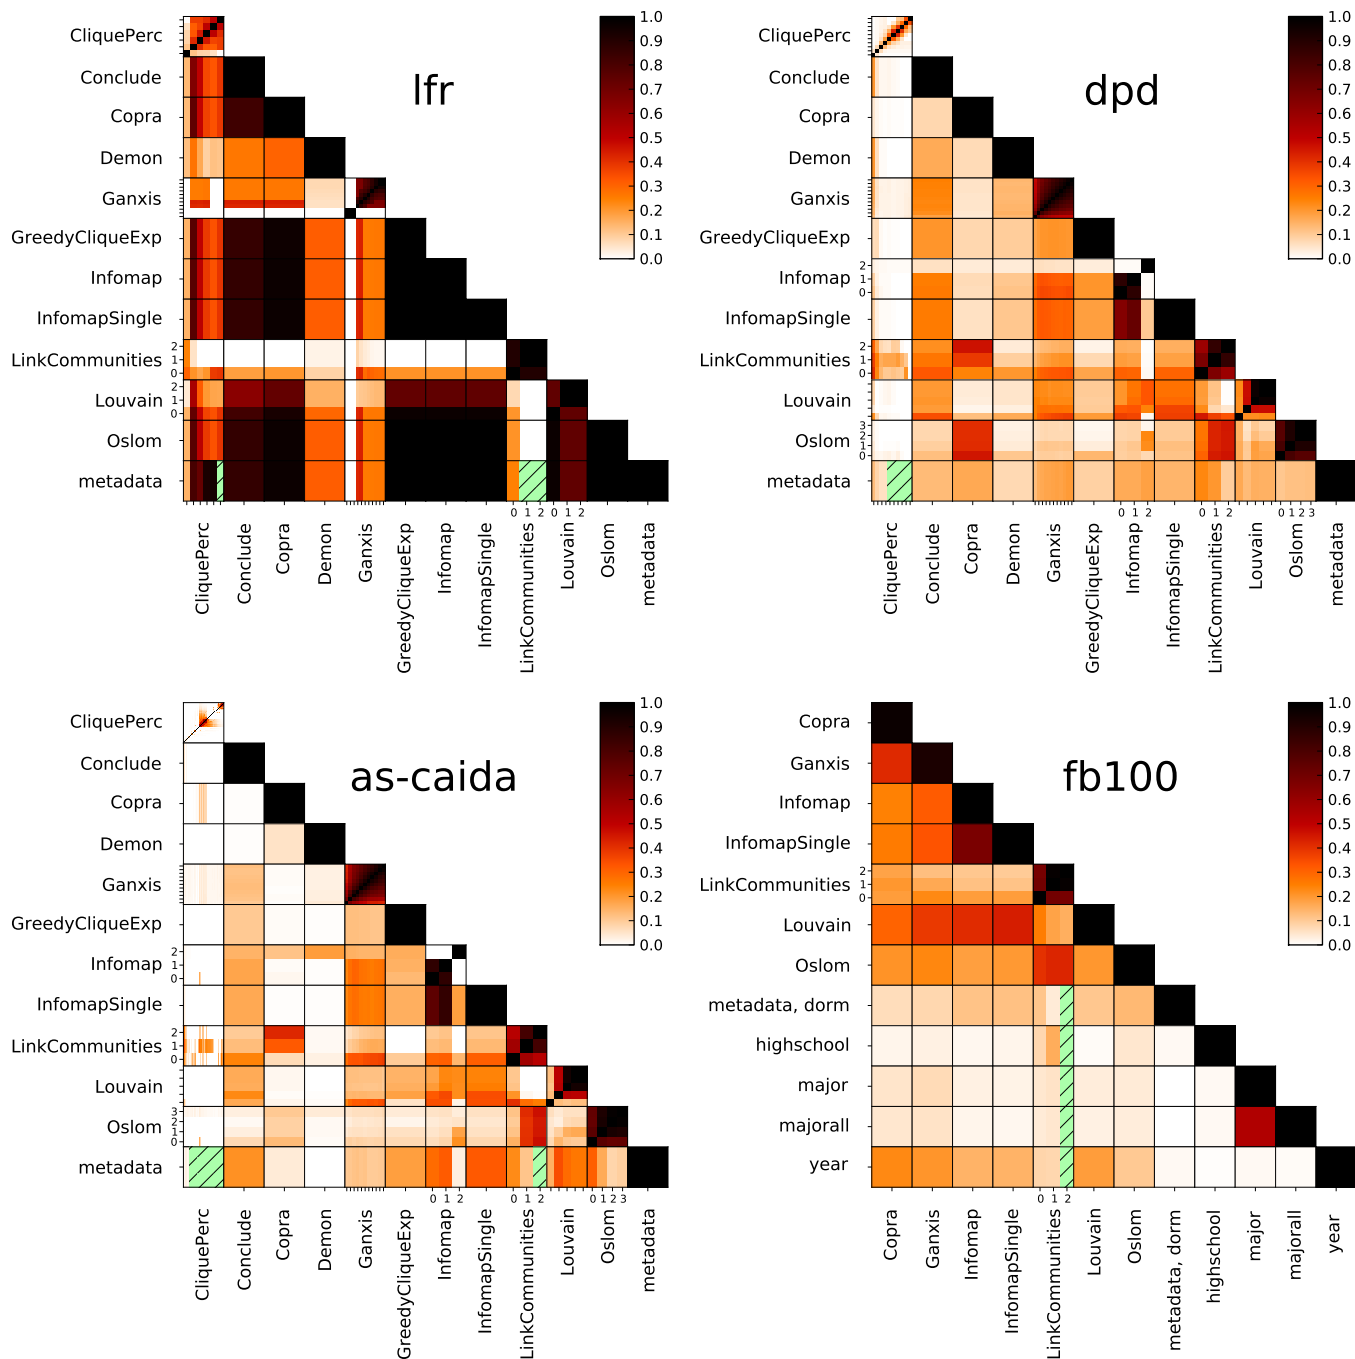 lfr
CliquePerc
Conclude
Copra
Demon
Ganxis
GreedyCliqueExp
Infomap
InfomapSingle
LinkCommunities
2
1
0
Louvain
2
1
0
Oslom
metadata
0 1 2 0 1 2
CliquePerc
Conclude
Copra
Demon
Ganxis
GreedyCliqueExp
Infomap
InfomapSingle
LinkCommunities
Louvain
Oslom
metadata
1.0
0.9
0.8
0.7
0.6
0.5
0.4
0.3
0.2
0.1
0.0
dpd
CliquePerc
Conclude
Copra
Demon
Ganxis
GreedyCliqueExp
Infomap
2
1
0
InfomapSingle
LinkCommunities
2
1
0
Louvain
Oslom
3
2
1
0
metadata
0 1 2 0 1 2 0 1 2 3
CliquePerc
Conclude
Copra
Demon
Ganxis
GreedyCliqueExp
Infomap
InfomapSingle
LinkCommunities
Louvain
Oslom
metadata
1.0
0.9
0.8
0.7
0.6
0.5
0.4
0.3
0.2
0.1
0.0
as-caida
CliquePerc
Conclude
Copra
Demon
Ganxis
GreedyCliqueExp
Infomap
2
1
0
InfomapSingle
LinkCommunities
2
1
0
Louvain
Oslom
3
2
1
0
metadata
0 1 2 0 1 2 0 1 2 3
CliquePerc
Conclude
Copra
Demon
Ganxis
GreedyCliqueExp
Infomap
InfomapSingle
LinkCommunities
Louvain
Oslom
metadata
1.0
0.9
0.8
0.7
0.6
0.5
0.4
0.3
0.2
0.1
0.0
fb100
Copra
Ganxis
Infomap
InfomapSingle
LinkCommunities
2
1
0
Louvain
Oslom
metadata, dorm
highschool
major
majorall
year
0 1 2
Copra
Ganxis
Infomap
InfomapSingle
LinkCommunities
Louvain
Oslom
metadata, dorm
highschool
major
majorall
year
1.0
0.9
0.8
0.7
0.6
0.5
0.4
0.3
0.2
0.1
0.0